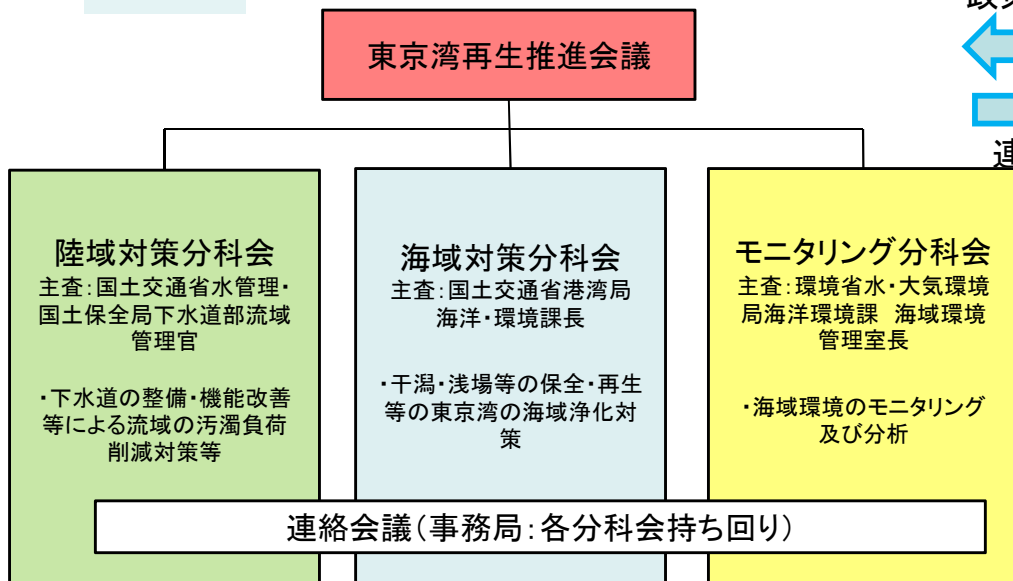 東京湾再生推進会議
陸域対策分科会
主査:国土交通省水管理・
国土保全局下水道部流域
管理官
・下水道の整備・機能改善
等による流域の汚濁負荷
削減対策等
海域対策分科会
主査:国土交通省港湾局
海洋・環境課長
・干潟・浅場等の保全・再生
等の東京湾の海域浄化対
策
モニタリング分科会
主査:環境省水・大気環境
局海洋環境課 海域環境
管理室長
・海域環境のモニタリング
及び分析
連絡会議(事務局:各分科会持ち回り)